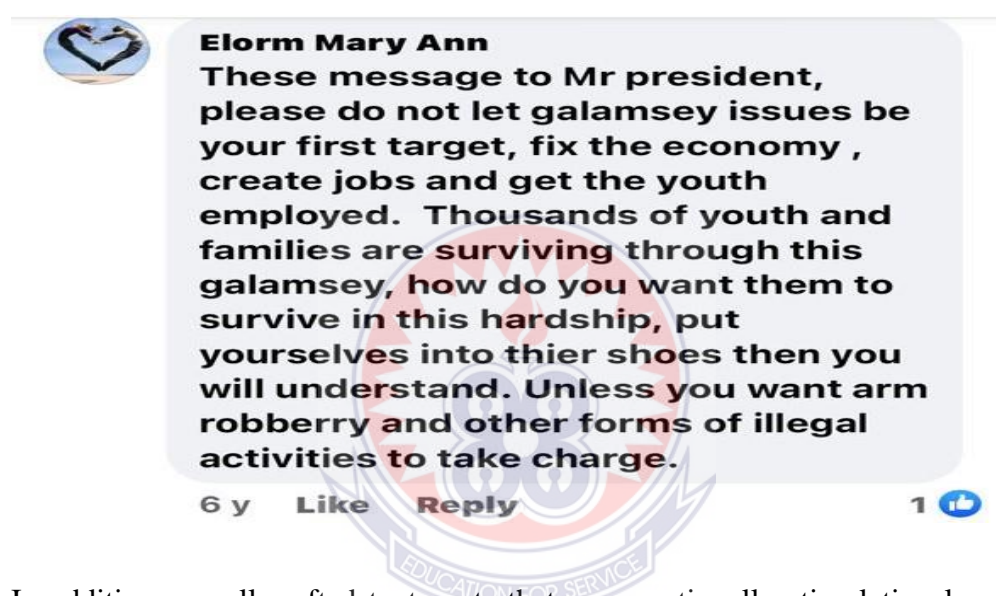 Elorm Mary Ann
These message to Mr president,
please do not let galamsey issues be
your first target, fix the economy ,
create jobs and get the youth
employed.  Thousands of youth and
families are surviving through this
galamsey, how do you want them to
survive in this hardship, put
yourselves into thier shoes then you
will understand. Unless you want arm
robberry and other forms of illegal
activities to take charge.
6 y Like Reply 1
EDUCATION FOR SERVICE